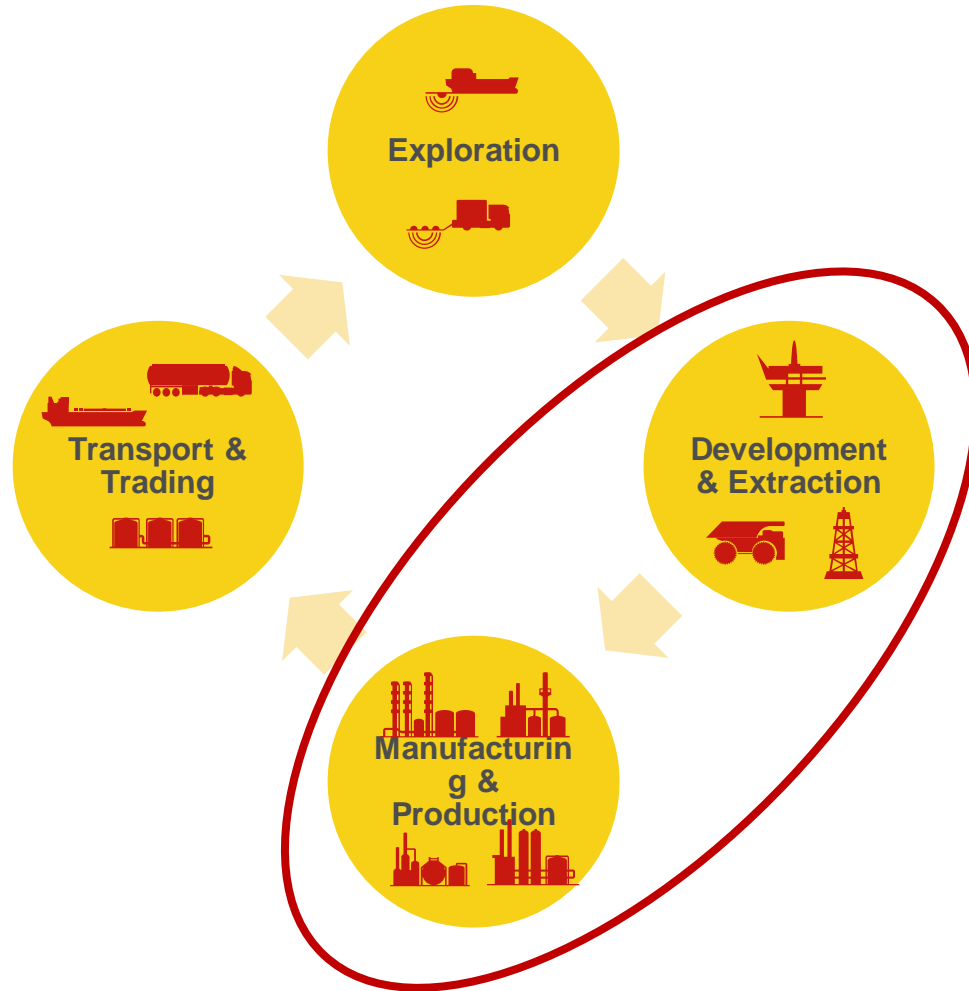 Exploration
Transport &
Trading
Development
& Extraction
Manufacturin
g &
Production